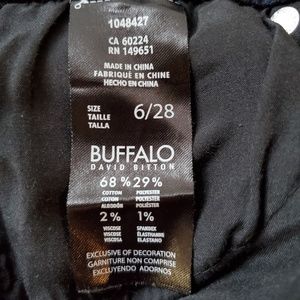 1048427
CA 60224
RN 149651
MADE IN CHINA
FABRIQUÉ EN CHINE
HECHO EN CHINA
SIZE
TAILLE
TALLA
6/28
BUFFALO
DAVID BITTON
68% 29%
COTTON POLYESTER
COTON POLYESTER
ALGODÓN POLIÉSTER
2% 1%
VISCOSE SPANDEX
VISCOSE ÉLASTHANNE
VISCOSA ELASTANO
EXCLUSIVE OF DECORATION
GARNITURE NON COMPRISE
EXCLUYENDO ADORNOS